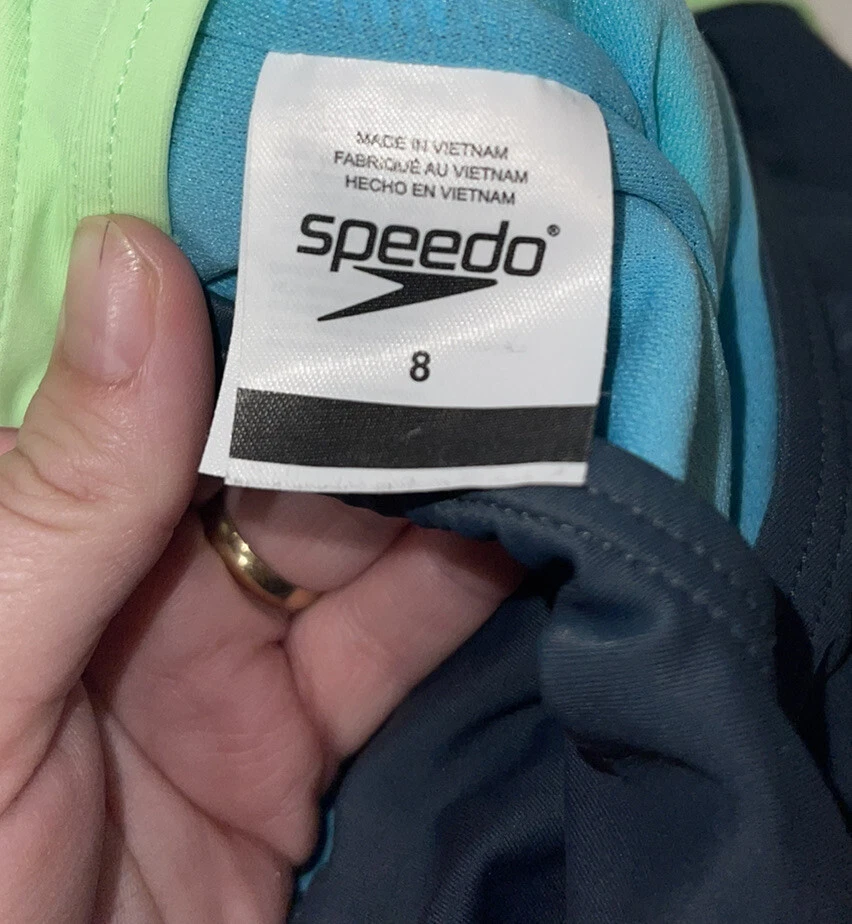 MADE IN VIETNAM
FABRIQUÉ AU VIETNAM
HECHO EN VIETNAM
speedo®
8